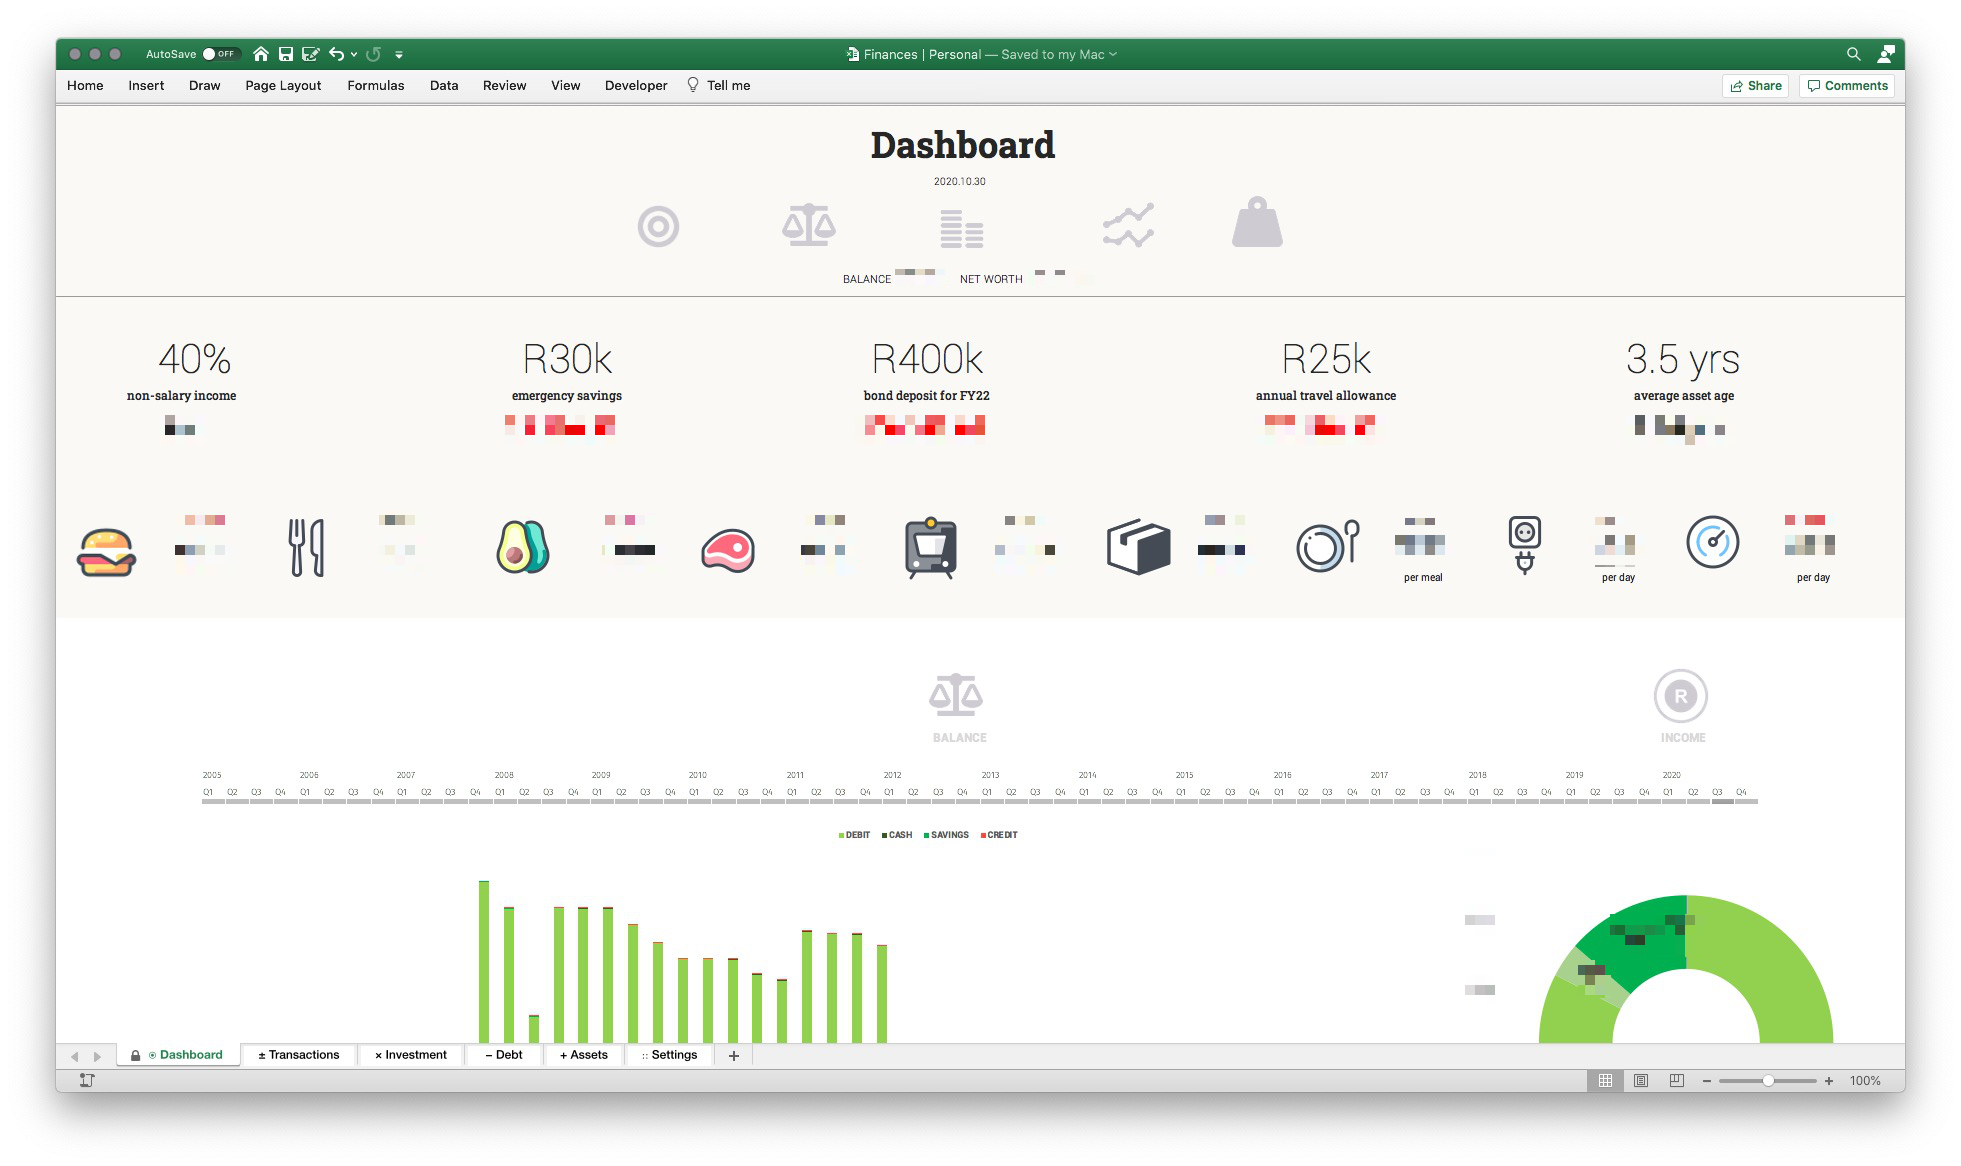 AutoSave OFF Finances | Personal — Saved to my Mac
Home Insert Draw Page Layout Formulas Data Review View Developer Tell me Share Comments
Dashboard
2020.10.30
BALANCE NET WORTH
40% R30k R400k R25k 3.5 yrs
non-salary income emergency savings bond deposit for FY22 annual travel allowance average asset age
per meal per day per day
R
BALANCE INCOME
2005 2006 2007 2008 2009 2010 2011 2012 2013 2014 2015 2016 2017 2018 2019 2020
Q1 Q2 Q3 Q4 Q1 Q2 Q3 Q4 Q1 Q2 Q3 Q4 Q1 Q2 Q3 Q4 Q1 Q2 Q3 Q4 Q1 Q2 Q3 Q4 Q1 Q2 Q3 Q4 Q1 Q2 Q3 Q4 Q1 Q2 Q3 Q4 Q1 Q2 Q3 Q4 Q1 Q2 Q3 Q4 Q1 Q2 Q3 Q4 Q1 Q2 Q3 Q4 Q1 Q2 Q3 Q4 Q1 Q2 Q3 Q4 Q1 Q2 Q3 Q4
DEBIT CASH SAVINGS CREDIT
Dashboard ± Transactions × Investment – Debt + Assets :: Settings +
– + 100%